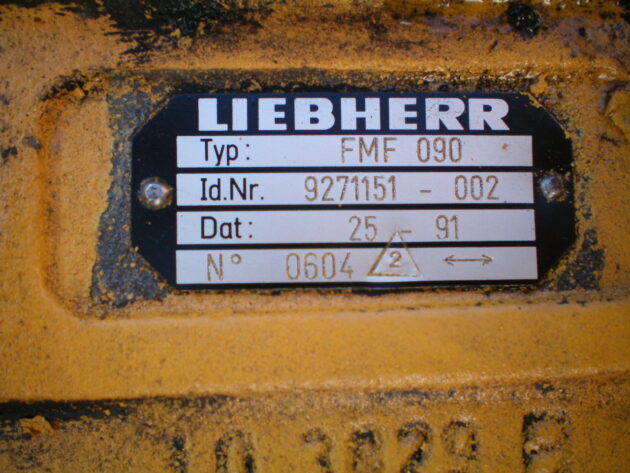 LIEBHERR
Typ: FMF 090
Id.Nr. 9271151 - 002
Dat: 25 - 91
N° 0604 2 ↔